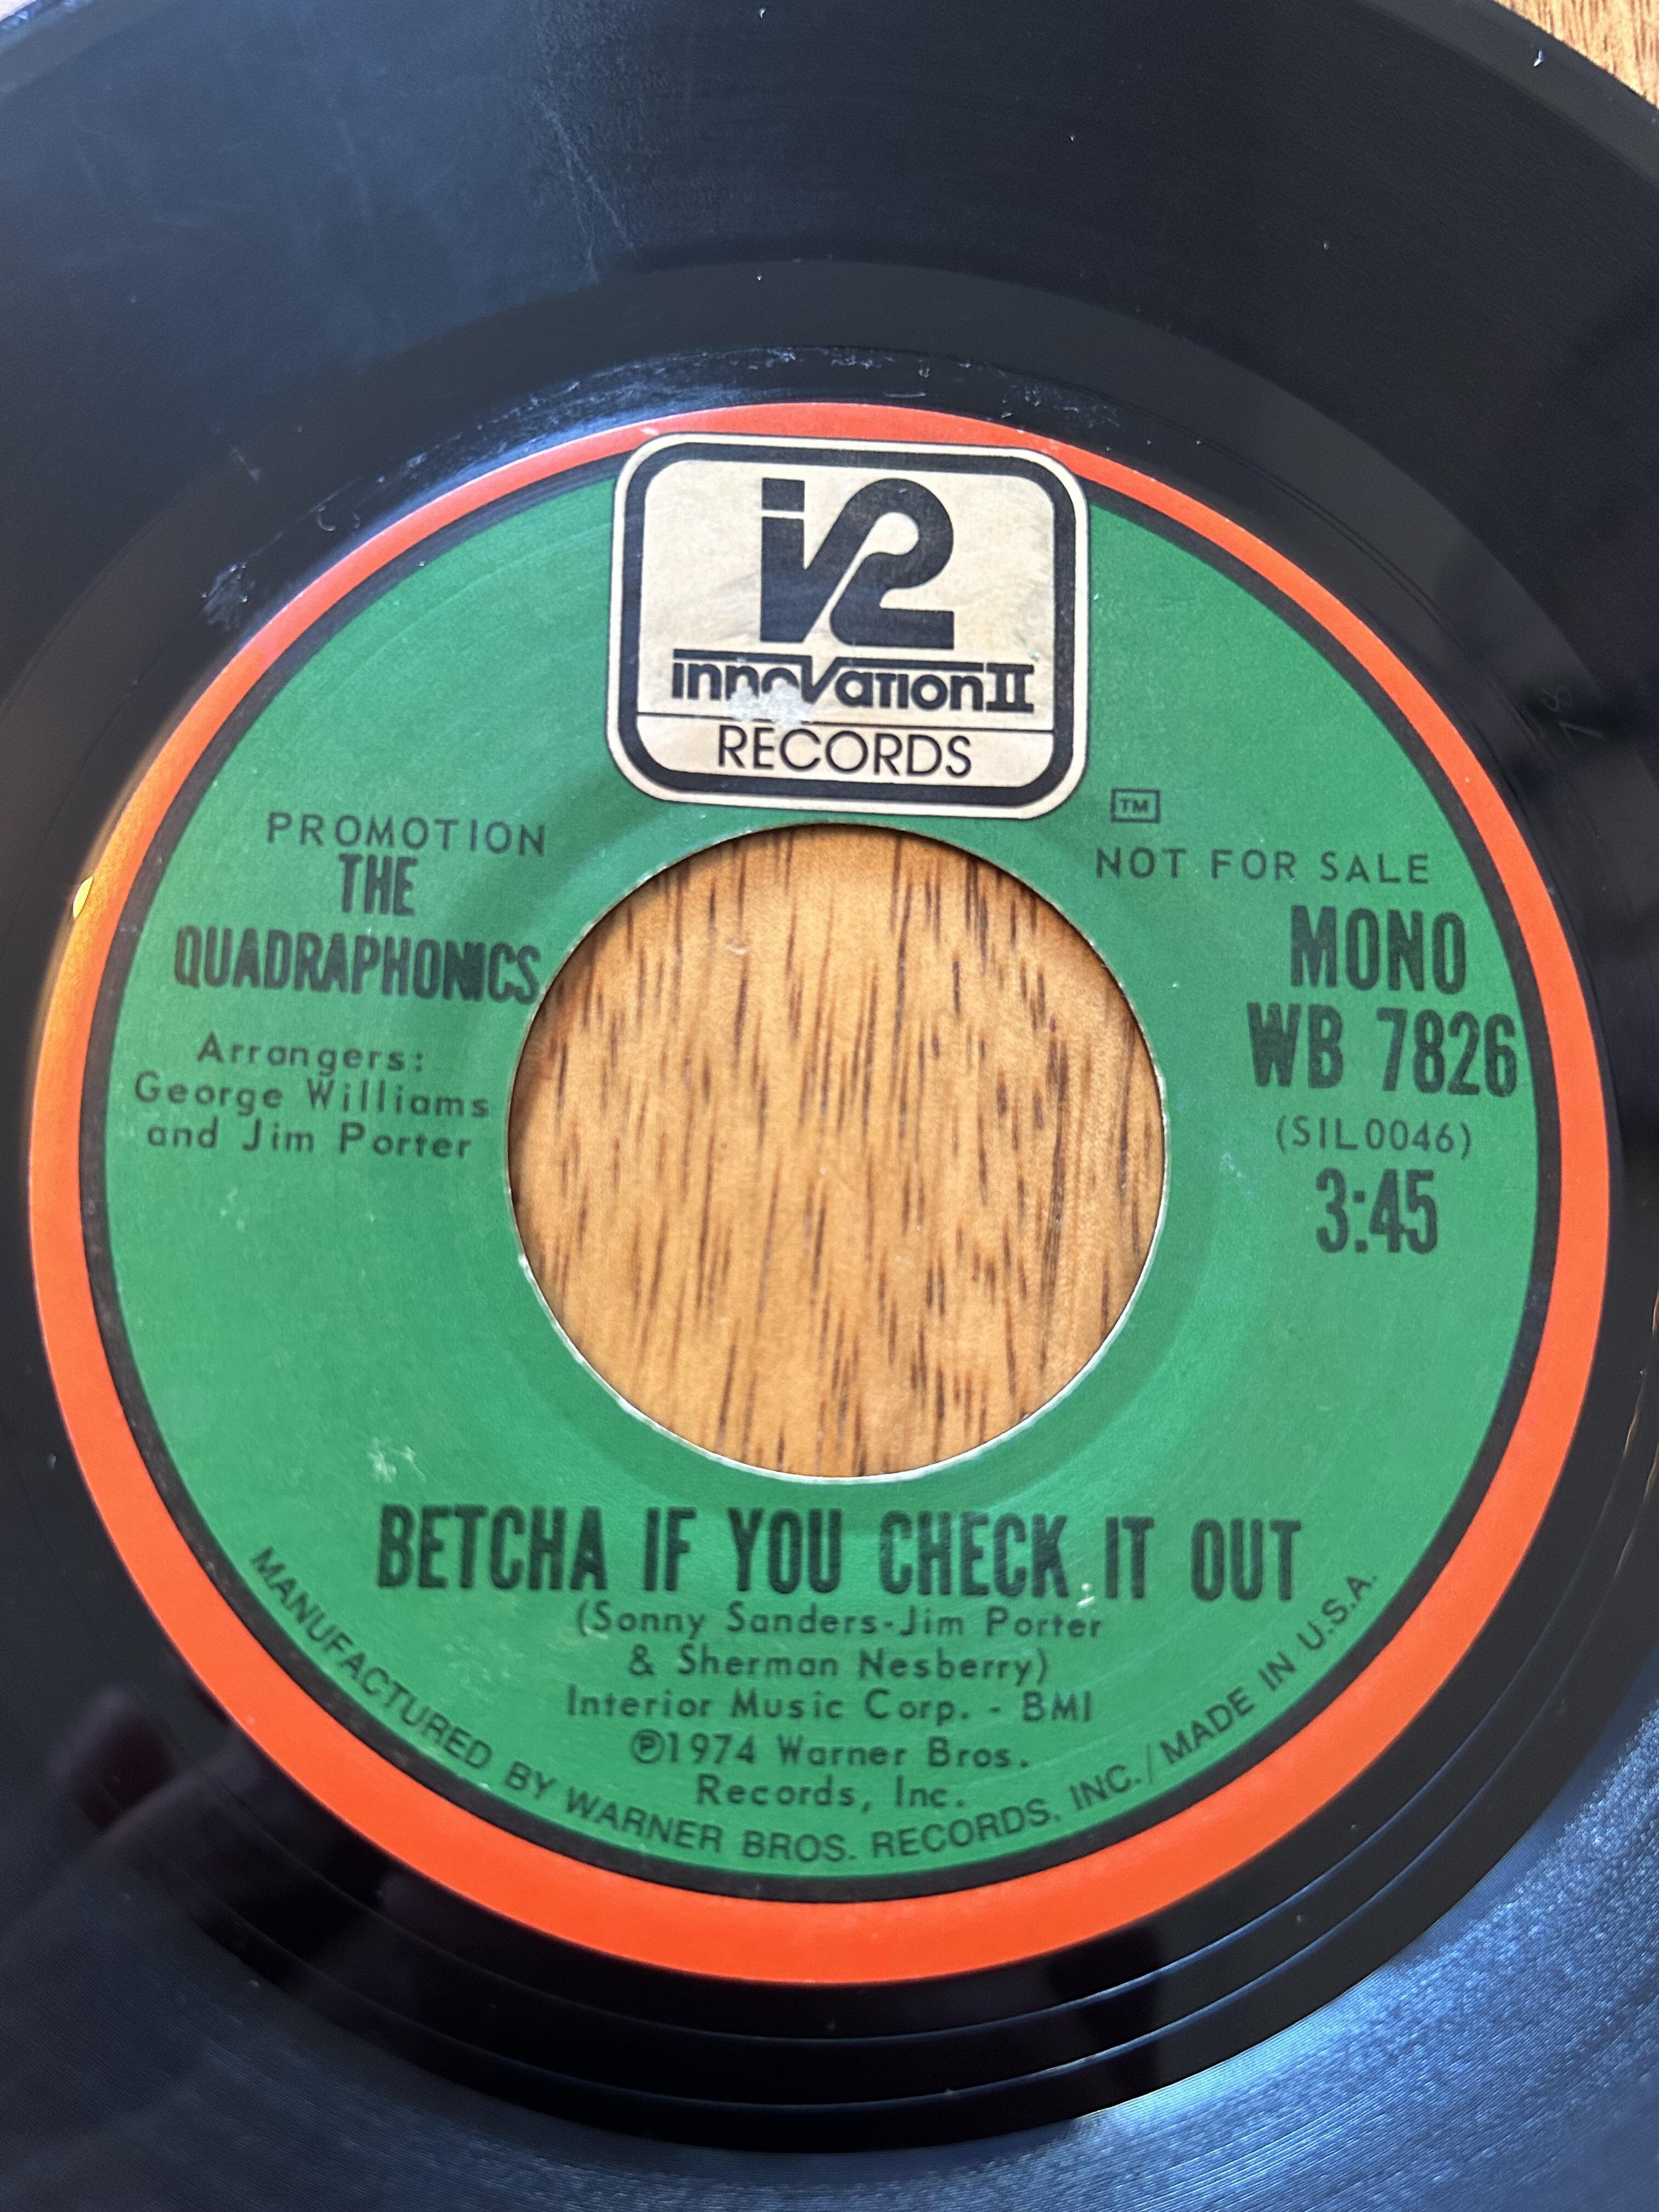 i2
innovation II
RECORDS
TM
PROMOTION
THE
QUADRAPHONICS
Arrangers:
George Williams
and Jim Porter
NOT FOR SALE
MONO
WB 7826
(SIL0046)
3:45
BETCHA IF YOU CHECK IT OUT
(Sonny Sanders-Jim Porter
& Sherman Nesberry)
Interior Music Corp. - BMI
℗1974 Warner Bros.
Records, Inc.
MANUFACTURED BY WARNER BROS. RECORDS, INC./MADE IN U.S.A.